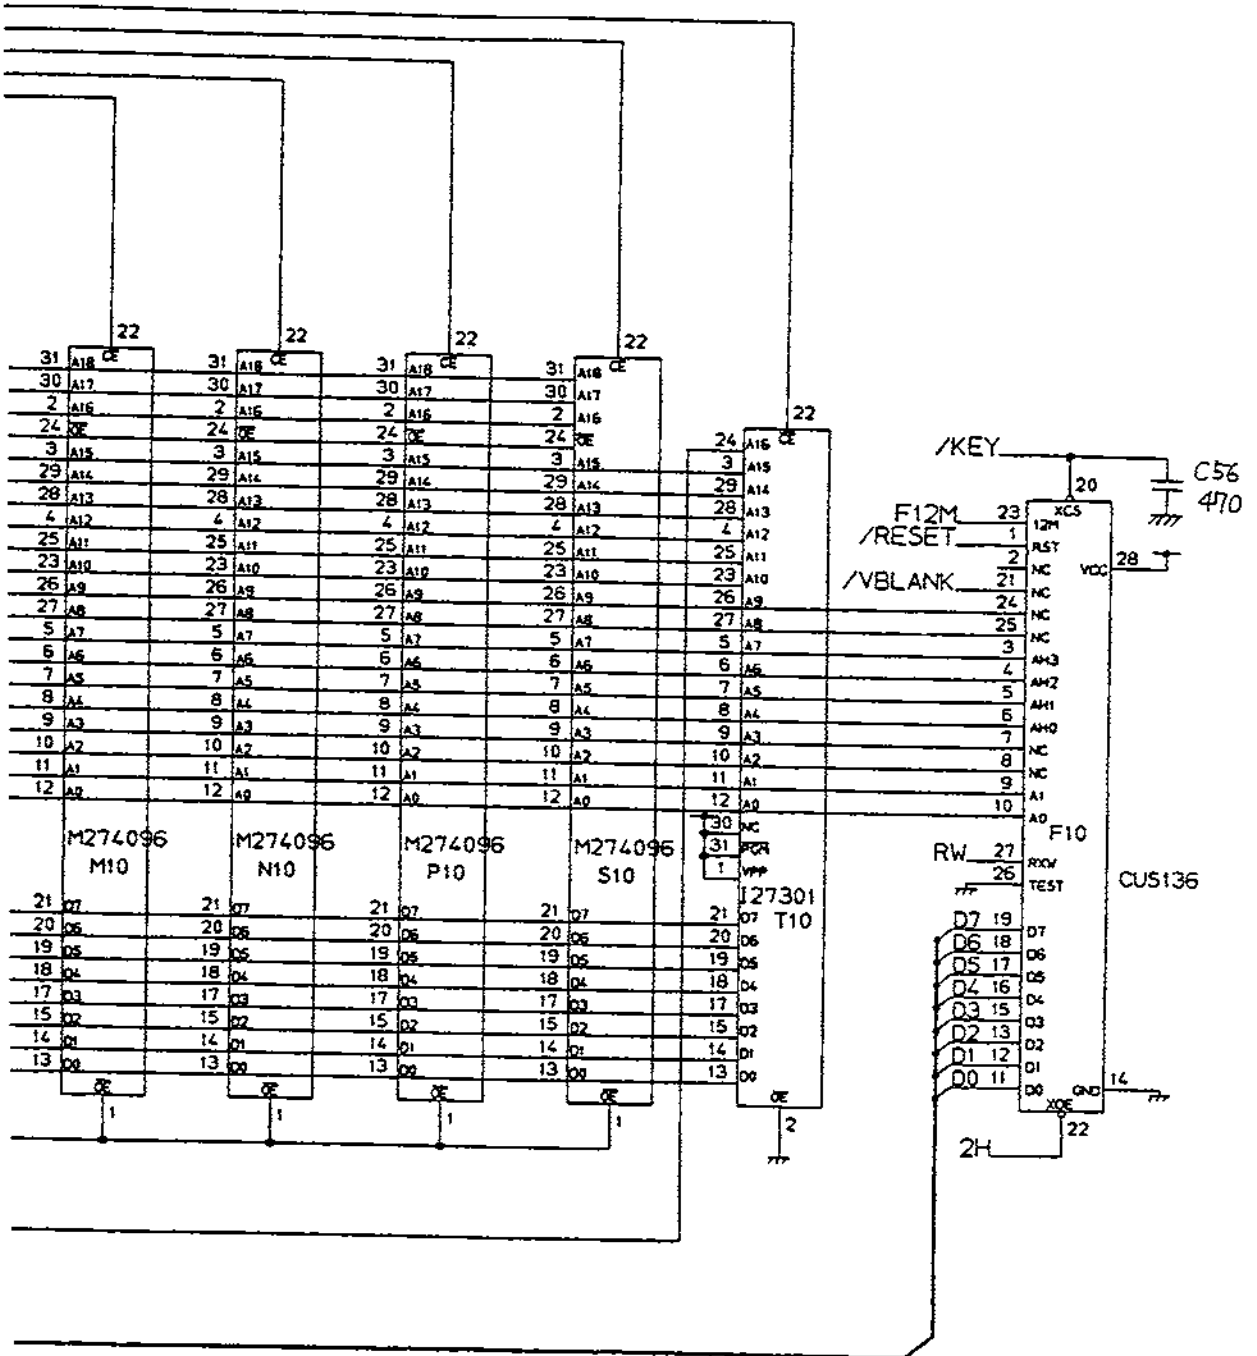 22
22
22
22
22
31 A18 CE
30 A17
2 A16
24 OE
3 A15
29 A14
28 A13
4 A12
25 A11
23 A10
26 A9
27 A8
5 A7
6 A6
7 A5
8 A4
9 A3
10 A2
11 A1
12 A0
M274096
M10
21 D7
20 D6
19 D5
18 D4
17 D3
15 D2
14 D1
13 D0
OE
1
31 A18 CE
30 A17
2 A16
24 OE
3 A15
29 A14
28 A13
4 A12
25 A11
23 A10
26 A9
27 A8
5 A7
6 A6
7 A5
8 A4
9 A3
10 A2
11 A1
12 A0
M274096
N10
21 D7
20 D6
19 D5
18 D4
17 D3
15 D2
14 D1
13 D0
OE
1
31 A18 CE
30 A17
2 A16
24 OE
3 A15
29 A14
28 A13
4 A12
25 A11
23 A10
26 A9
27 A8
5 A7
6 A6
7 A5
8 A4
9 A3
10 A2
11 A1
12 A0
M274096
P10
21 D7
20 D6
19 D5
18 D4
17 D3
15 D2
14 D1
13 D0
OE
1
31 A18 CE
30 A17
2 A16
24 OE
3 A15
29 A14
28 A13
4 A12
25 A11
23 A10
26 A9
27 A8
5 A7
6 A6
7 A5
8 A4
9 A3
10 A2
11 A1
12 A0
M274096
S10
21 D7
20 D6
19 D5
18 D4
17 D3
15 D2
14 D1
13 D0
OE
1
24 A16 CE
3 A15
29 A14
28 A13
4 A12
25 A11
23 A10
26 A9
27 A8
5 A7
6 A6
7 A5
8 A4
9 A3
10 A2
11 A1
12 A0
30 NC
31 PGM
1 VPP
I27301
T10
21 D7
20 D6
19 D5
18 D4
17 D3
15 D2
14 D1
13 D0
OE
2
/KEY
C56
470
20
XCS
F12M 23 12M
/RESET 1 RST
2 NC
VCC 28
/VBLANK 21 NC
24 NC
25 NC
3 AH3
4 AH2
5 AH1
6 AH0
7 NC
8 NC
9 A1
10 A0
F10
RW 27 RXW
26 TEST
CUS136
D7 19 D7
D6 18 D6
D5 17 D5
D4 16 D4
D3 15 D3
D2 13 D2
D1 12 D1
D0 11 D0
GND 14
XOE
22
2H